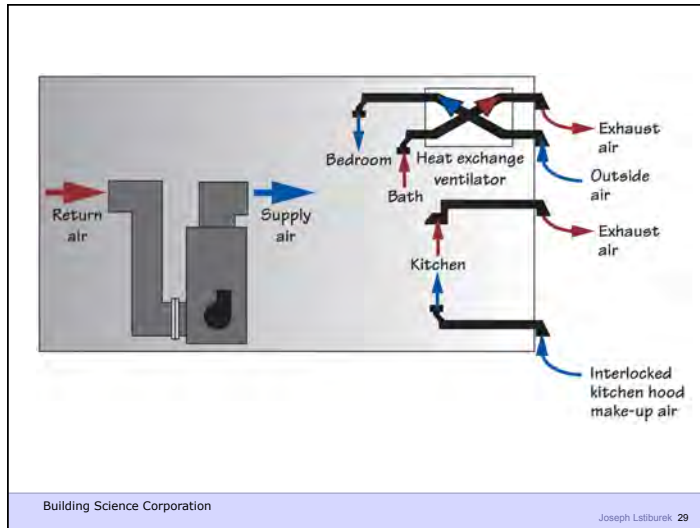 Return
air
Supply
air
Bedroom
Bath
Heat exchange
ventilator
Exhaust
air
Outside
air
Kitchen
Exhaust
air
Interlocked
kitchen hood
make-up air
Building Science Corporation
Joseph Lstiburek 29